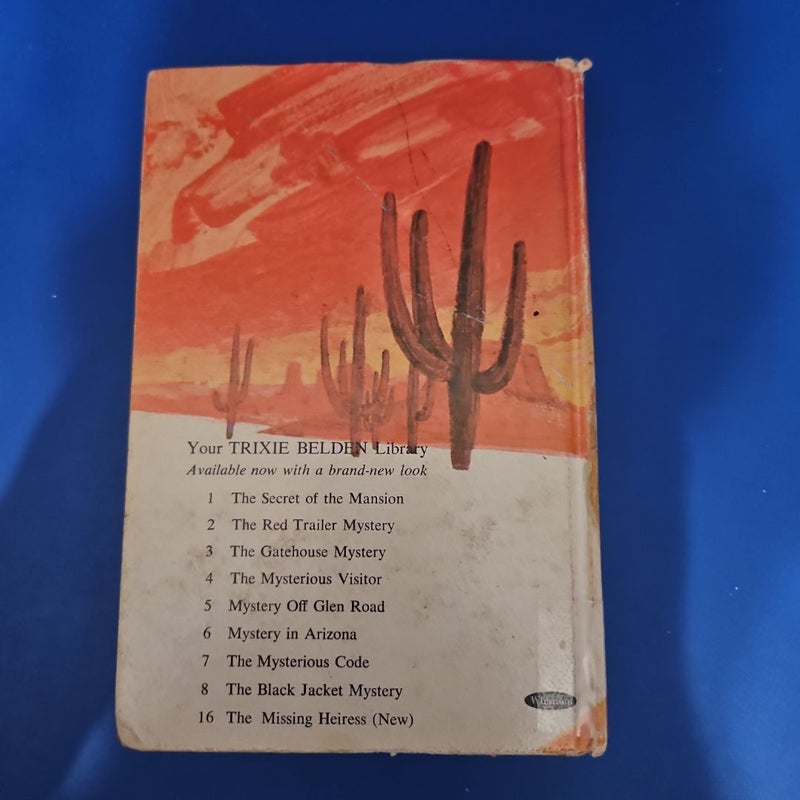 Your TRIXIE BELDEN Library
Available now with a brand-new look
1 The Secret of the Mansion
2 The Red Trailer Mystery
3 The Gatehouse Mystery
4 The Mysterious Visitor
5 Mystery Off Glen Road
6 Mystery in Arizona
7 The Mysterious Code
8 The Black Jacket Mystery
16 The Missing Heiress (New)
Whitman